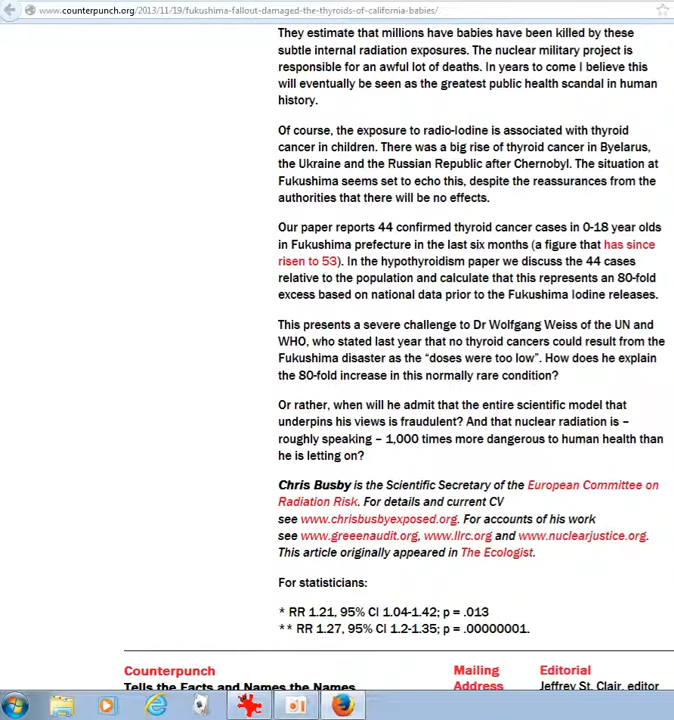 www.counterpunch.org/2013/11/19/fukushima-fallout-damaged-the-thyroids-of-california-babies/
They estimate that millions have babies have been killed by these
subtle internal radiation exposures. The nuclear military project is
responsible for an awful lot of deaths. In years to come I believe this
will eventually be seen as the greatest public health scandal in human
history.
Of course, the exposure to radio-Iodine is associated with thyroid
cancer in children. There was a big rise of thyroid cancer in Byelarus,
the Ukraine and the Russian Republic after Chernobyl. The situation at
Fukushima seems set to echo this, despite the reassurances from the
authorities that there will be no effects.
Our paper reports 44 confirmed thyroid cancer cases in 0-18 year olds
in Fukushima prefecture in the last six months (a figure that has since
risen to 53). In the hypothyroidism paper we discuss the 44 cases
relative to the population and calculate that this represents an 80-fold
excess based on national data prior to the Fukushima Iodine releases.
This presents a severe challenge to Dr Wolfgang Weiss of the UN and
WHO, who stated last year that no thyroid cancers could result from the
Fukushima disaster as the “doses were too low”. How does he explain
the 80-fold increase in this normally rare condition?
Or rather, when will he admit that the entire scientific model that
underpins his views is fraudulent? And that nuclear radiation is –
roughly speaking – 1,000 times more dangerous to human health than
he is letting on?
Chris Busby is the Scientific Secretary of the European Committee on
Radiation Risk. For details and current CV
see www.chrisbusbyexposed.org. For accounts of his work
see www.greeenaudit.org, www.llrc.org and www.nuclearjustice.org.
This article originally appeared in The Ecologist.
For statisticians:
* RR 1.21, 95% CI 1.04-1.42; p = .013
** RR 1.27, 95% CI 1.2-1.35; p = .00000001.
Counterpunch
Tells the Facts and Names the Names
Mailing
Address
Editorial
Jeffrey St. Clair, editor